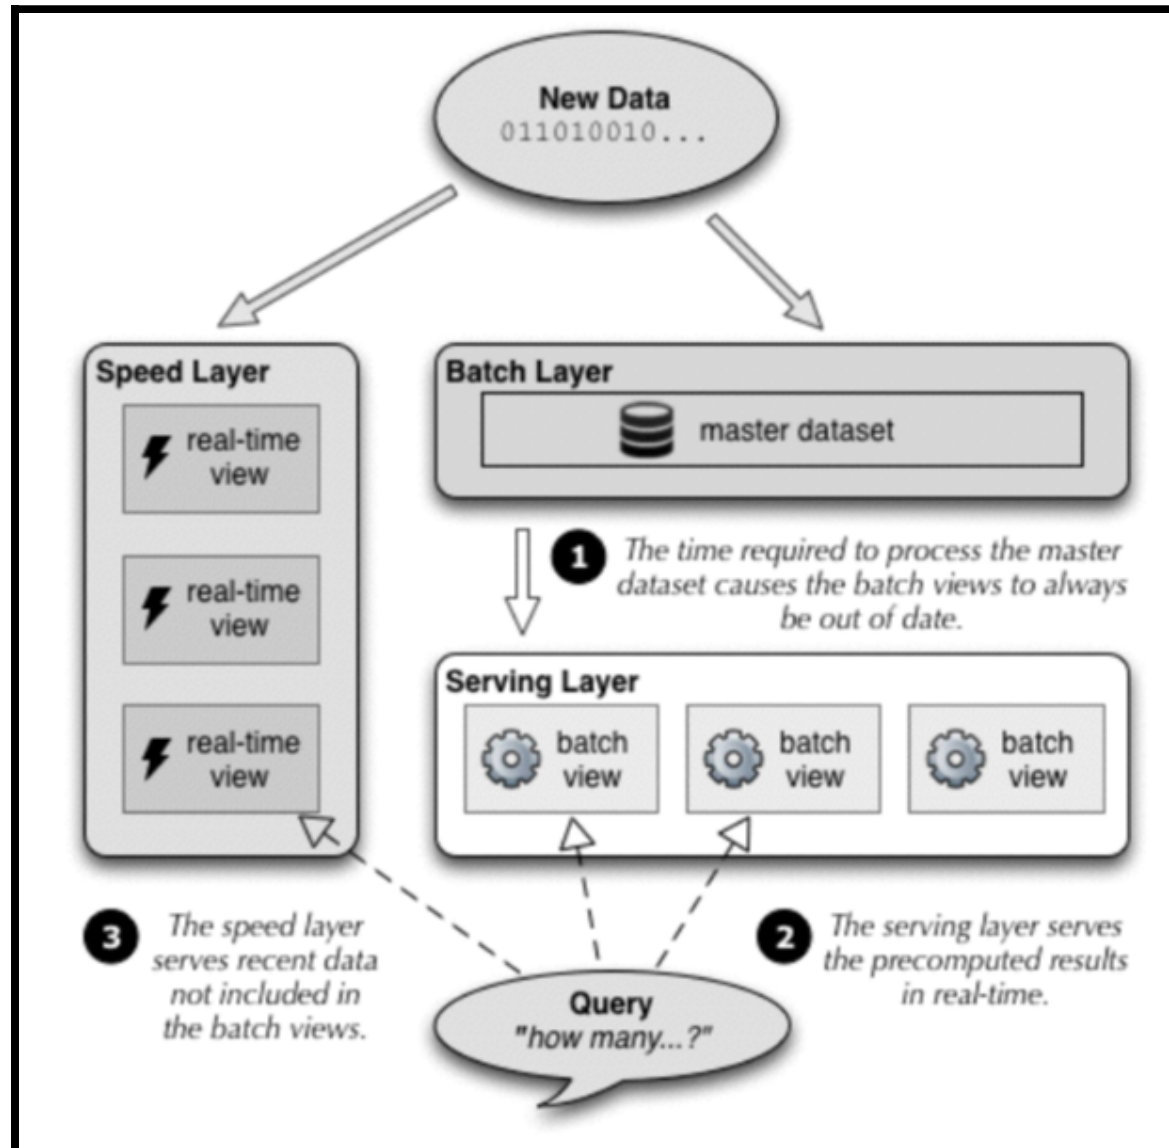 New Data
011010010...
Speed Layer
real-time
view
real-time
view
real-time
view
Batch Layer
master dataset
1
The time required to process the master
dataset causes the batch views to always
be out of date.
Serving Layer
batch
view
batch
view
batch
view
3
The speed layer
serves recent data
not included in
the batch views.
2
The serving layer serves
the precomputed results
in real-time.
Query
"how many...?"